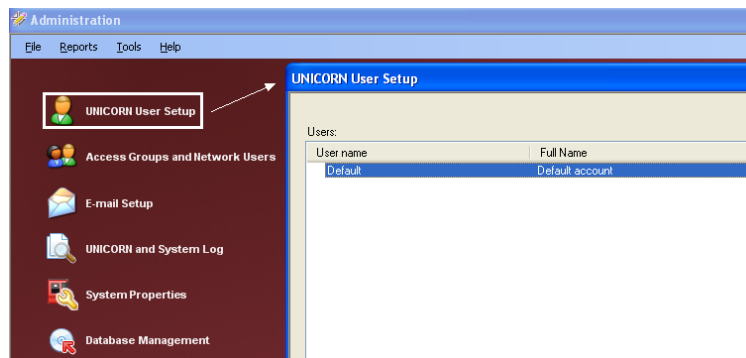 Administration
File Reports Tools Help
UNICORN User Setup
Access Groups and Network Users
E-mail Setup
UNICORN and System Log
System Properties
Database Management
UNICORN User Setup
Users:
User name Full Name
Default Default account